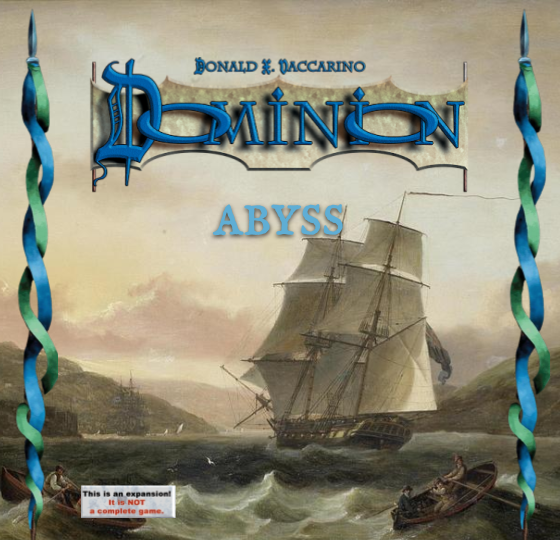 Donald X. Vaccarino
Dominion
ABYSS
This is an expansion!
It is NOT
a complete game.